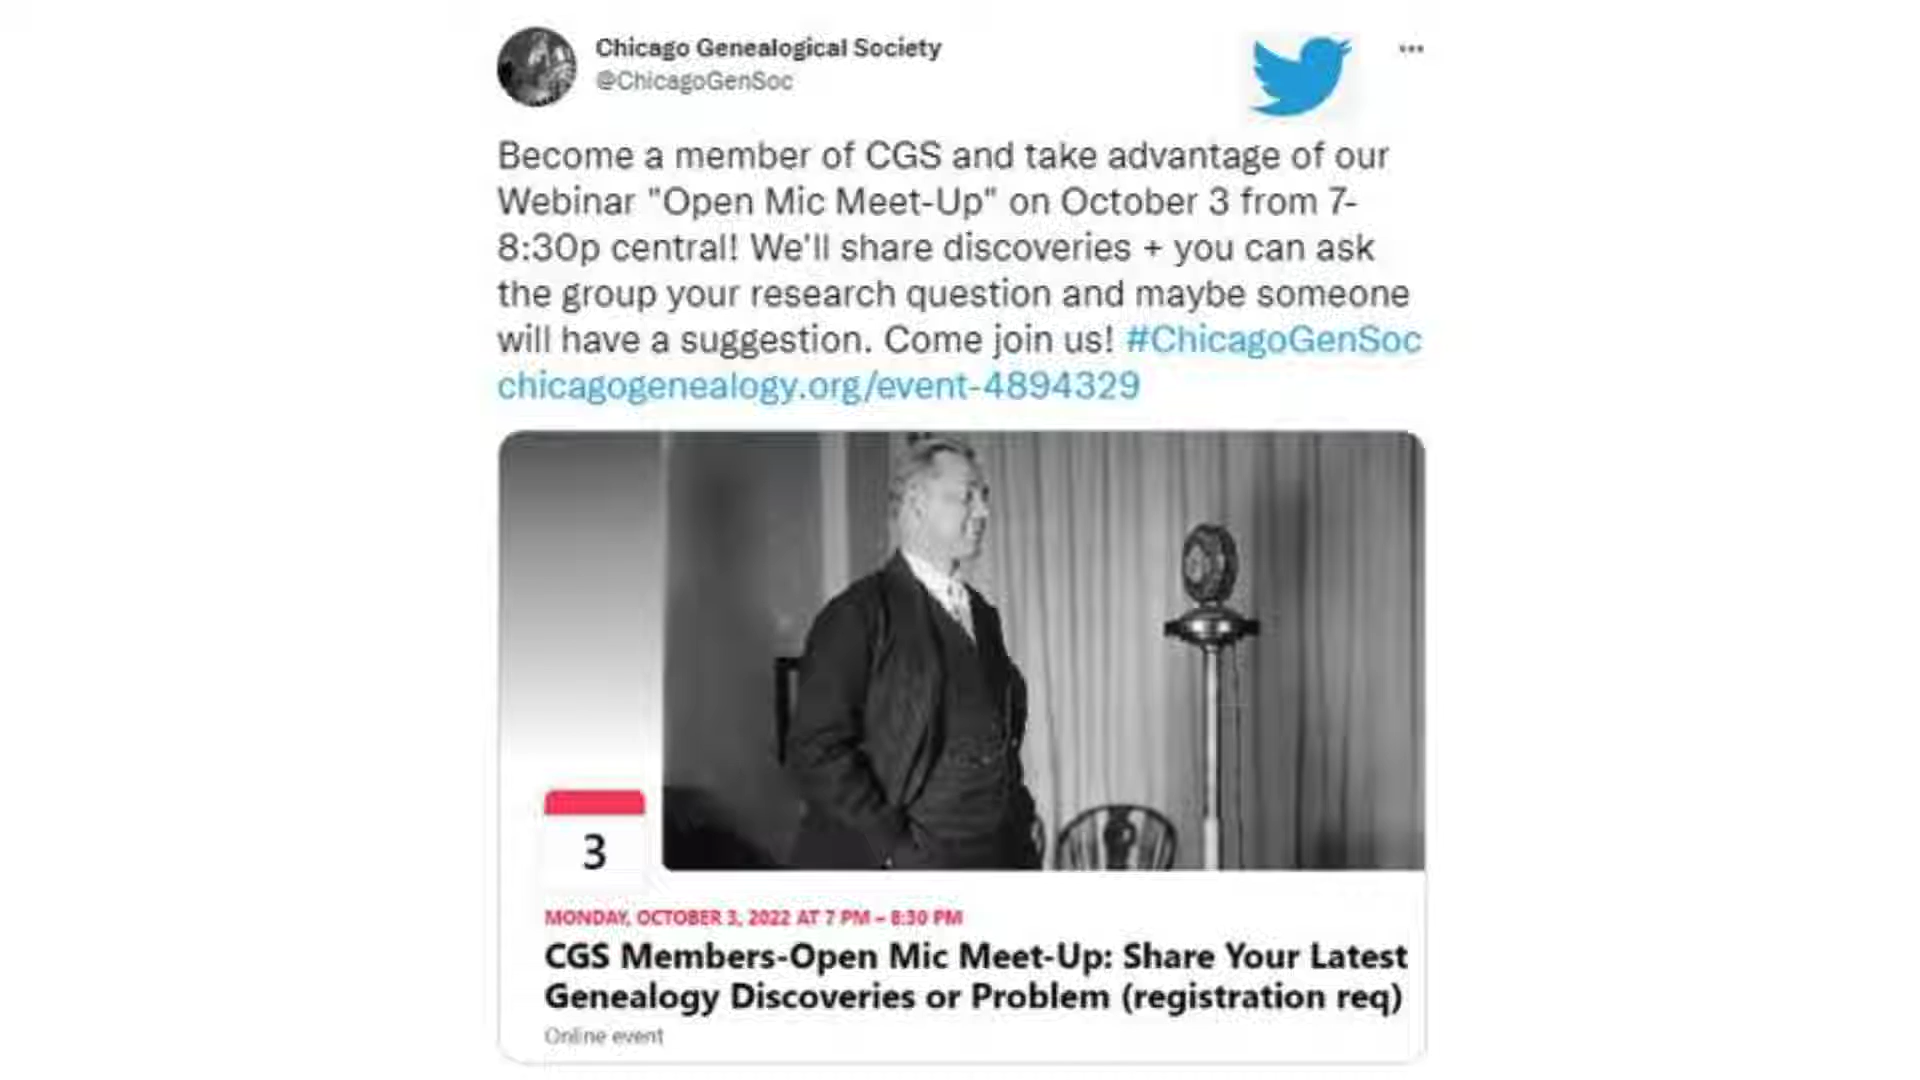 Chicago Genealogical Society
@ChicagoGenSoc
Become a member of CGS and take advantage of our
Webinar "Open Mic Meet-Up" on October 3 from 7-
8:30p central! We'll share discoveries + you can ask
the group your research question and maybe someone
will have a suggestion. Come join us! #ChicagoGenSoc
chicagogenealogy.org/event-4894329
3
MONDAY, OCTOBER 3, 2022 AT 7 PM – 8:30 PM
CGS Members-Open Mic Meet-Up: Share Your Latest
Genealogy Discoveries or Problem (registration req)
Online event